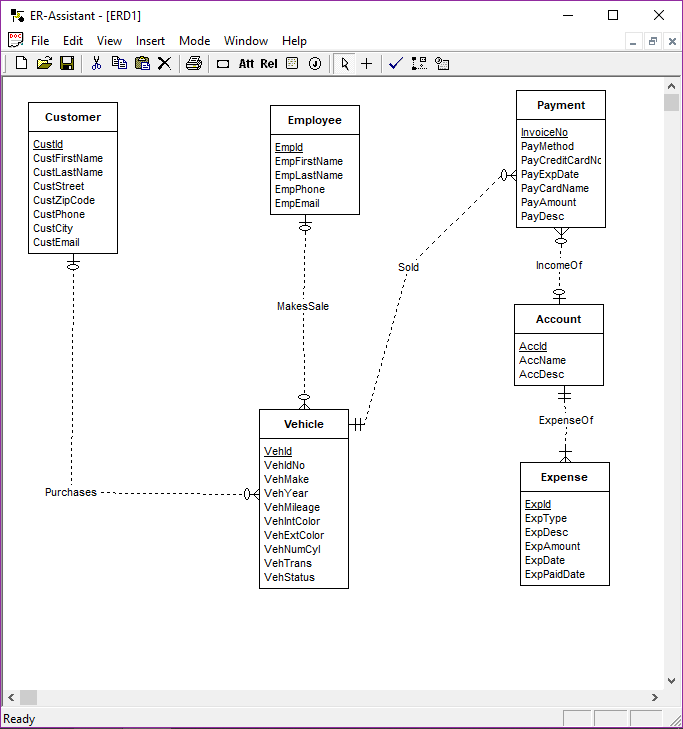 ER-Assistant - [ERD1]
File Edit View Insert Mode Window Help
DOC
Att Rel
Customer
CustId
CustFirstName
CustLastName
CustStreet
CustZipCode
CustPhone
CustCity
CustEmail
Employee
EmpId
EmpFirstName
EmpLastName
EmpPhone
EmpEmail
Payment
InvoiceNo
PayMethod
PayCreditCardNo
PayExpDate
PayCardName
PayAmount
PayDesc
Sold
IncomeOf
MakesSale
Account
AccId
AccName
AccDesc
ExpenseOf
Vehicle
VehId
VehIdNo
VehMake
VehYear
VehMileage
VehIntColor
VehExtColor
VehNumCyl
VehTrans
VehStatus
Purchases
Expense
ExpId
ExpType
ExpDesc
ExpAmount
ExpDate
ExpPaidDate
Ready